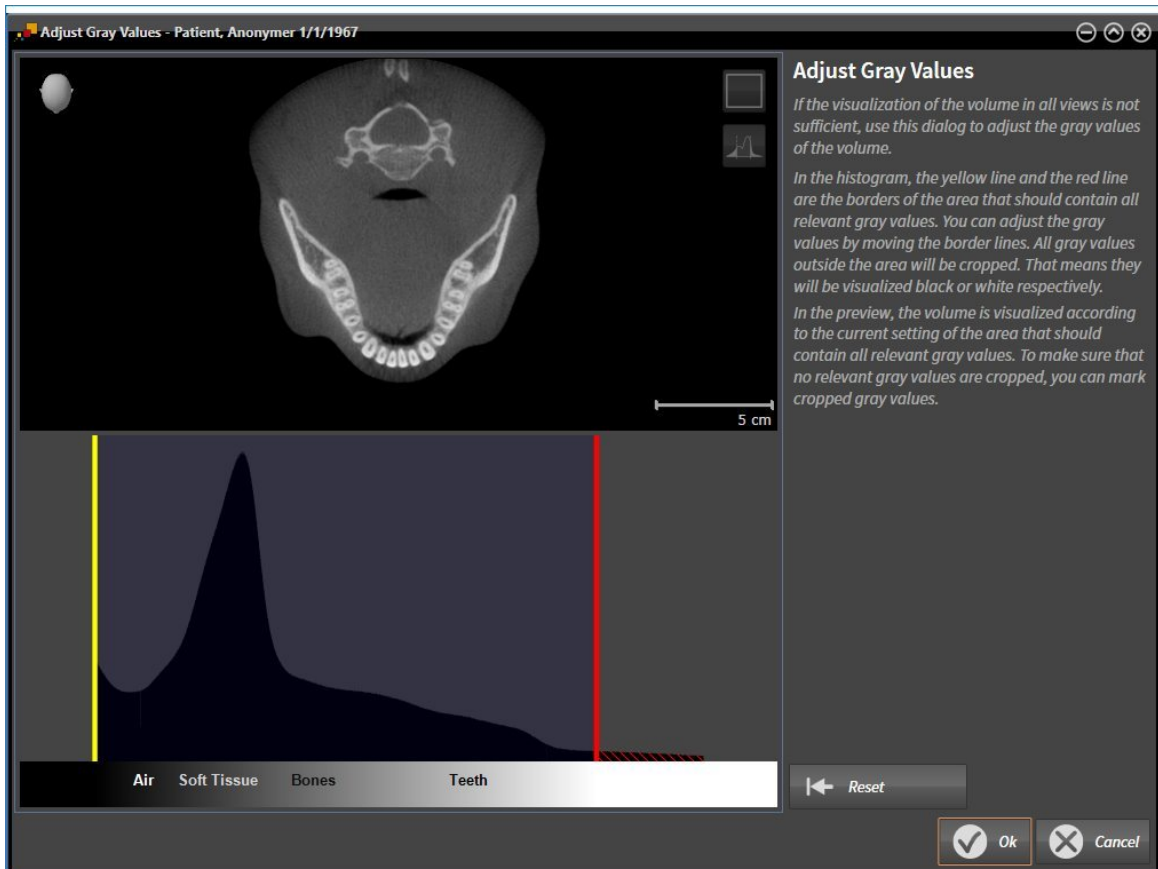 Adjust Gray Values - Patient, Anonymer 1/1/1967
Adjust Gray Values
If the visualization of the volume in all views is not
sufficient, use this dialog to adjust the gray values
of the volume.
In the histogram, the yellow line and the red line
are the borders of the area that should contain all
relevant gray values. You can adjust the gray
values by moving the border lines. All gray values
outside the area will be cropped. That means they
will be visualized black or white respectively.
In the preview, the volume is visualized according
to the current setting of the area that should
contain all relevant gray values. To make sure that
no relevant gray values are cropped, you can mark
cropped gray values.
5 cm
Air Soft Tissue Bones Teeth
Reset
Ok Cancel